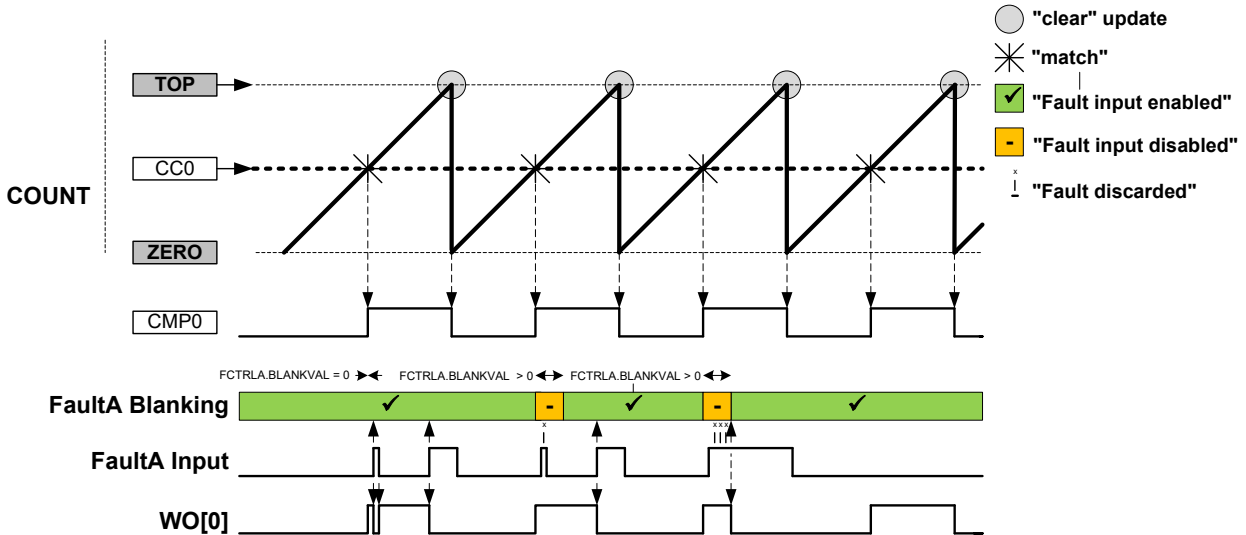 "clear" update
"match"
"Fault input enabled"
"Fault input disabled"
"Fault discarded"
x
-
TOP
CC0
COUNT
ZERO
CMP0
FCTRLA.BLANKVAL = 0
FCTRLA.BLANKVAL > 0
FCTRLA.BLANKVAL > 0
FaultA Blanking
✓ - ✓ - ✓
x
x x x
FaultA Input
WO[0]